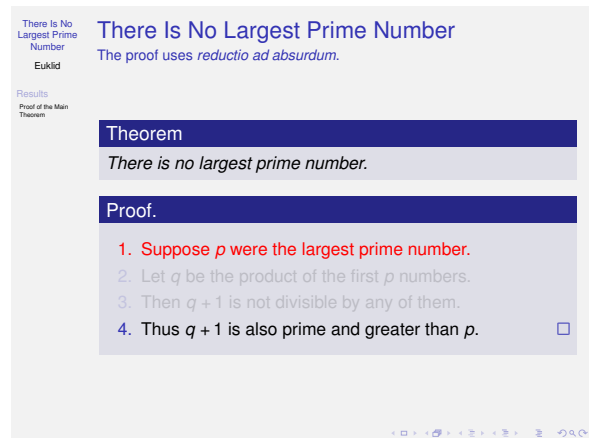 There Is No
Largest Prime
Number
Euklid
Results
Proof of the Main
Theorem
There Is No Largest Prime Number
The proof uses reductio ad absurdum.
Theorem
There is no largest prime number.
Proof.
1. Suppose p were the largest prime number.
2. Let q be the product of the first p numbers.
3. Then q + 1 is not divisible by any of them.
4. Thus q + 1 is also prime and greater than p.